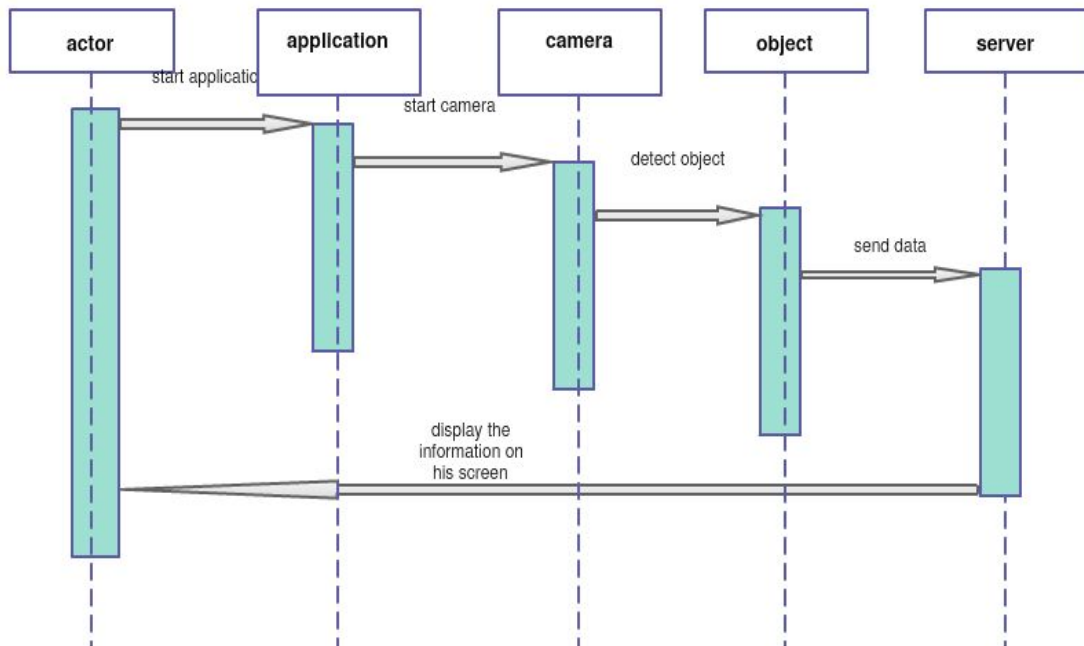 actor
application
camera
object
server
start applicatio
start camera
detect object
send data
display the
information on
his screen